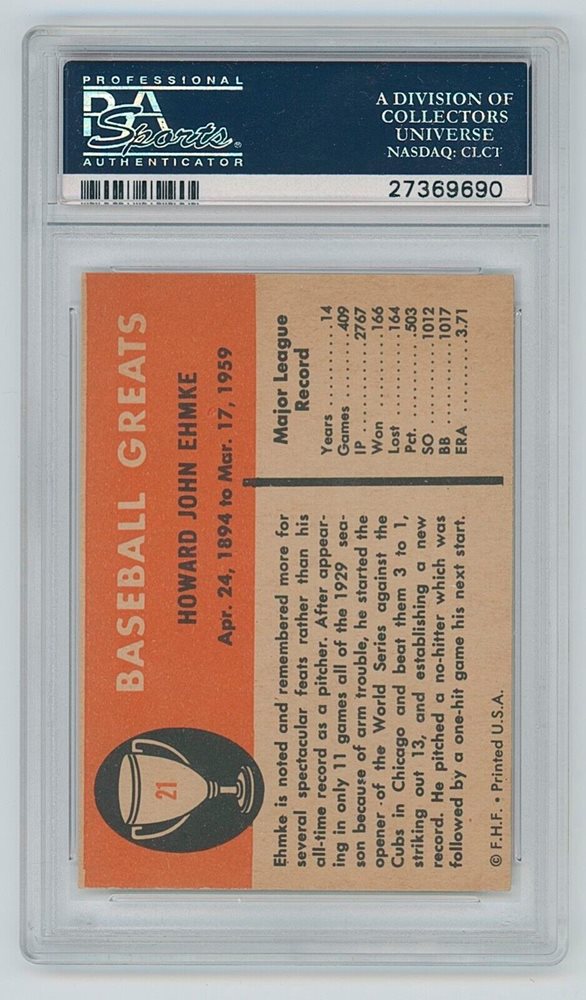 PROFESSIONAL
PSA
Sports®
AUTHENTICATOR
A DIVISION OF
COLLECTORS
UNIVERSE
NASDAQ: CLCT
27369690
21
BASEBALL GREATS
HOWARD JOHN EHMKE
Apr. 24, 1894 to Mar. 17, 1959
Ehmke is noted and remembered more for
several spectacular feats rather than his
all-time record as a pitcher. After appear-
ing in only 11 games all of the 1929 sea-
son because of arm trouble, he started the
opener of the World Series against the
Cubs in Chicago and beat them 3 to 1,
striking out 13, and establishing a new
record. He pitched a no-hitter which was
followed by a one-hit game his next start.
Major League
Record
Years ........ 14
Games ....... 409
IP .......... 2767
Won ......... 166
Lost ........ 164
Pct. ........ .503
SO .......... 1012
BB .......... 1017
ERA ......... 3.71
© F.H.F. • Printed U.S.A.